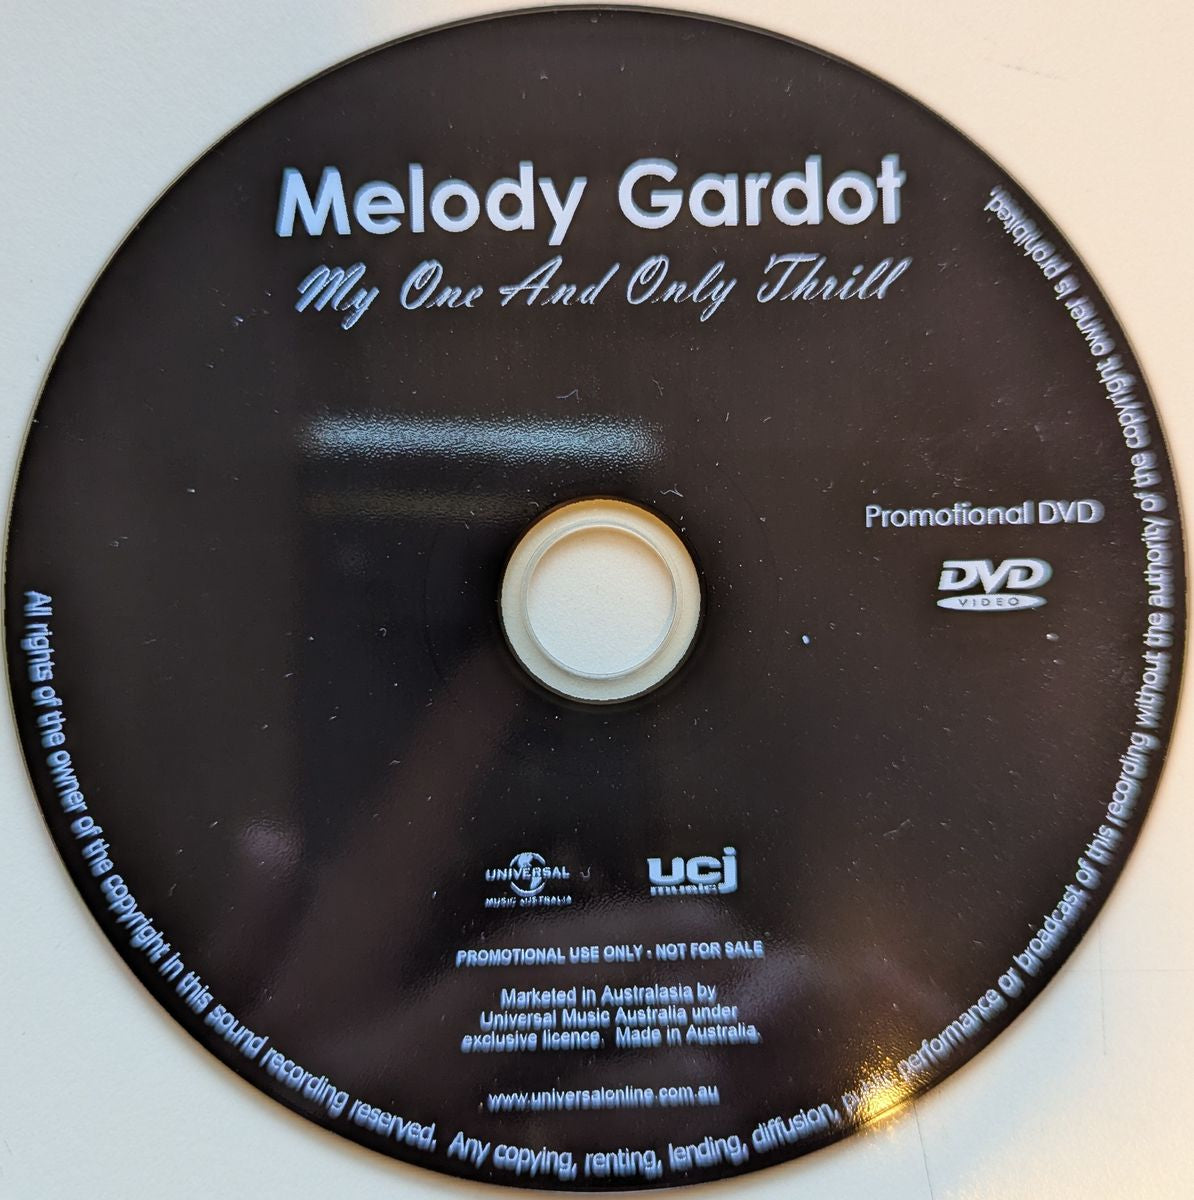 Melody Gardot
My One And Only Thrill
Promotional DVD
DVD
VIDEO
UNIVERSAL
MUSIC AUSTRALIA
ucj
music
PROMOTIONAL USE ONLY - NOT FOR SALE
Marketed in Australasia by
Universal Music Australia under
exclusive licence. Made in Australia.
www.universalonline.com.au
All rights of the owner of the copyright in this sound recording reserved. Any copying, renting, lending, diffusion, public performance or broadcast of this recording without the authority of the copyright owner is prohibited.